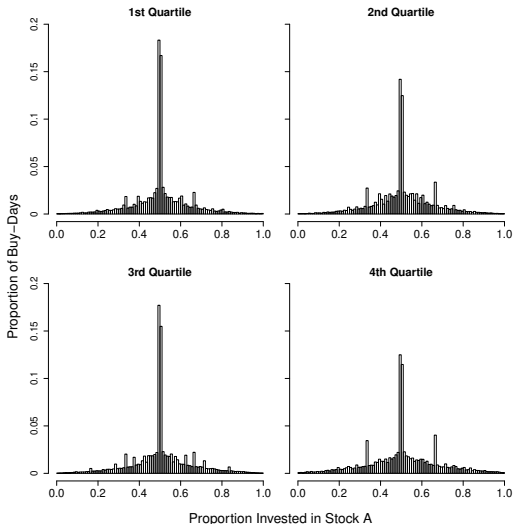 1st Quartile
2nd Quartile
0.2
0.15
0.1
0.05
0
0.0 0.2 0.4 0.6 0.8 1.0
0.0 0.2 0.4 0.6 0.8 1.0
Proportion of Buy−Days
3rd Quartile
4th Quartile
0.2
0.15
0.1
0.05
0
0.0 0.2 0.4 0.6 0.8 1.0
0.0 0.2 0.4 0.6 0.8 1.0
Proportion Invested in Stock A